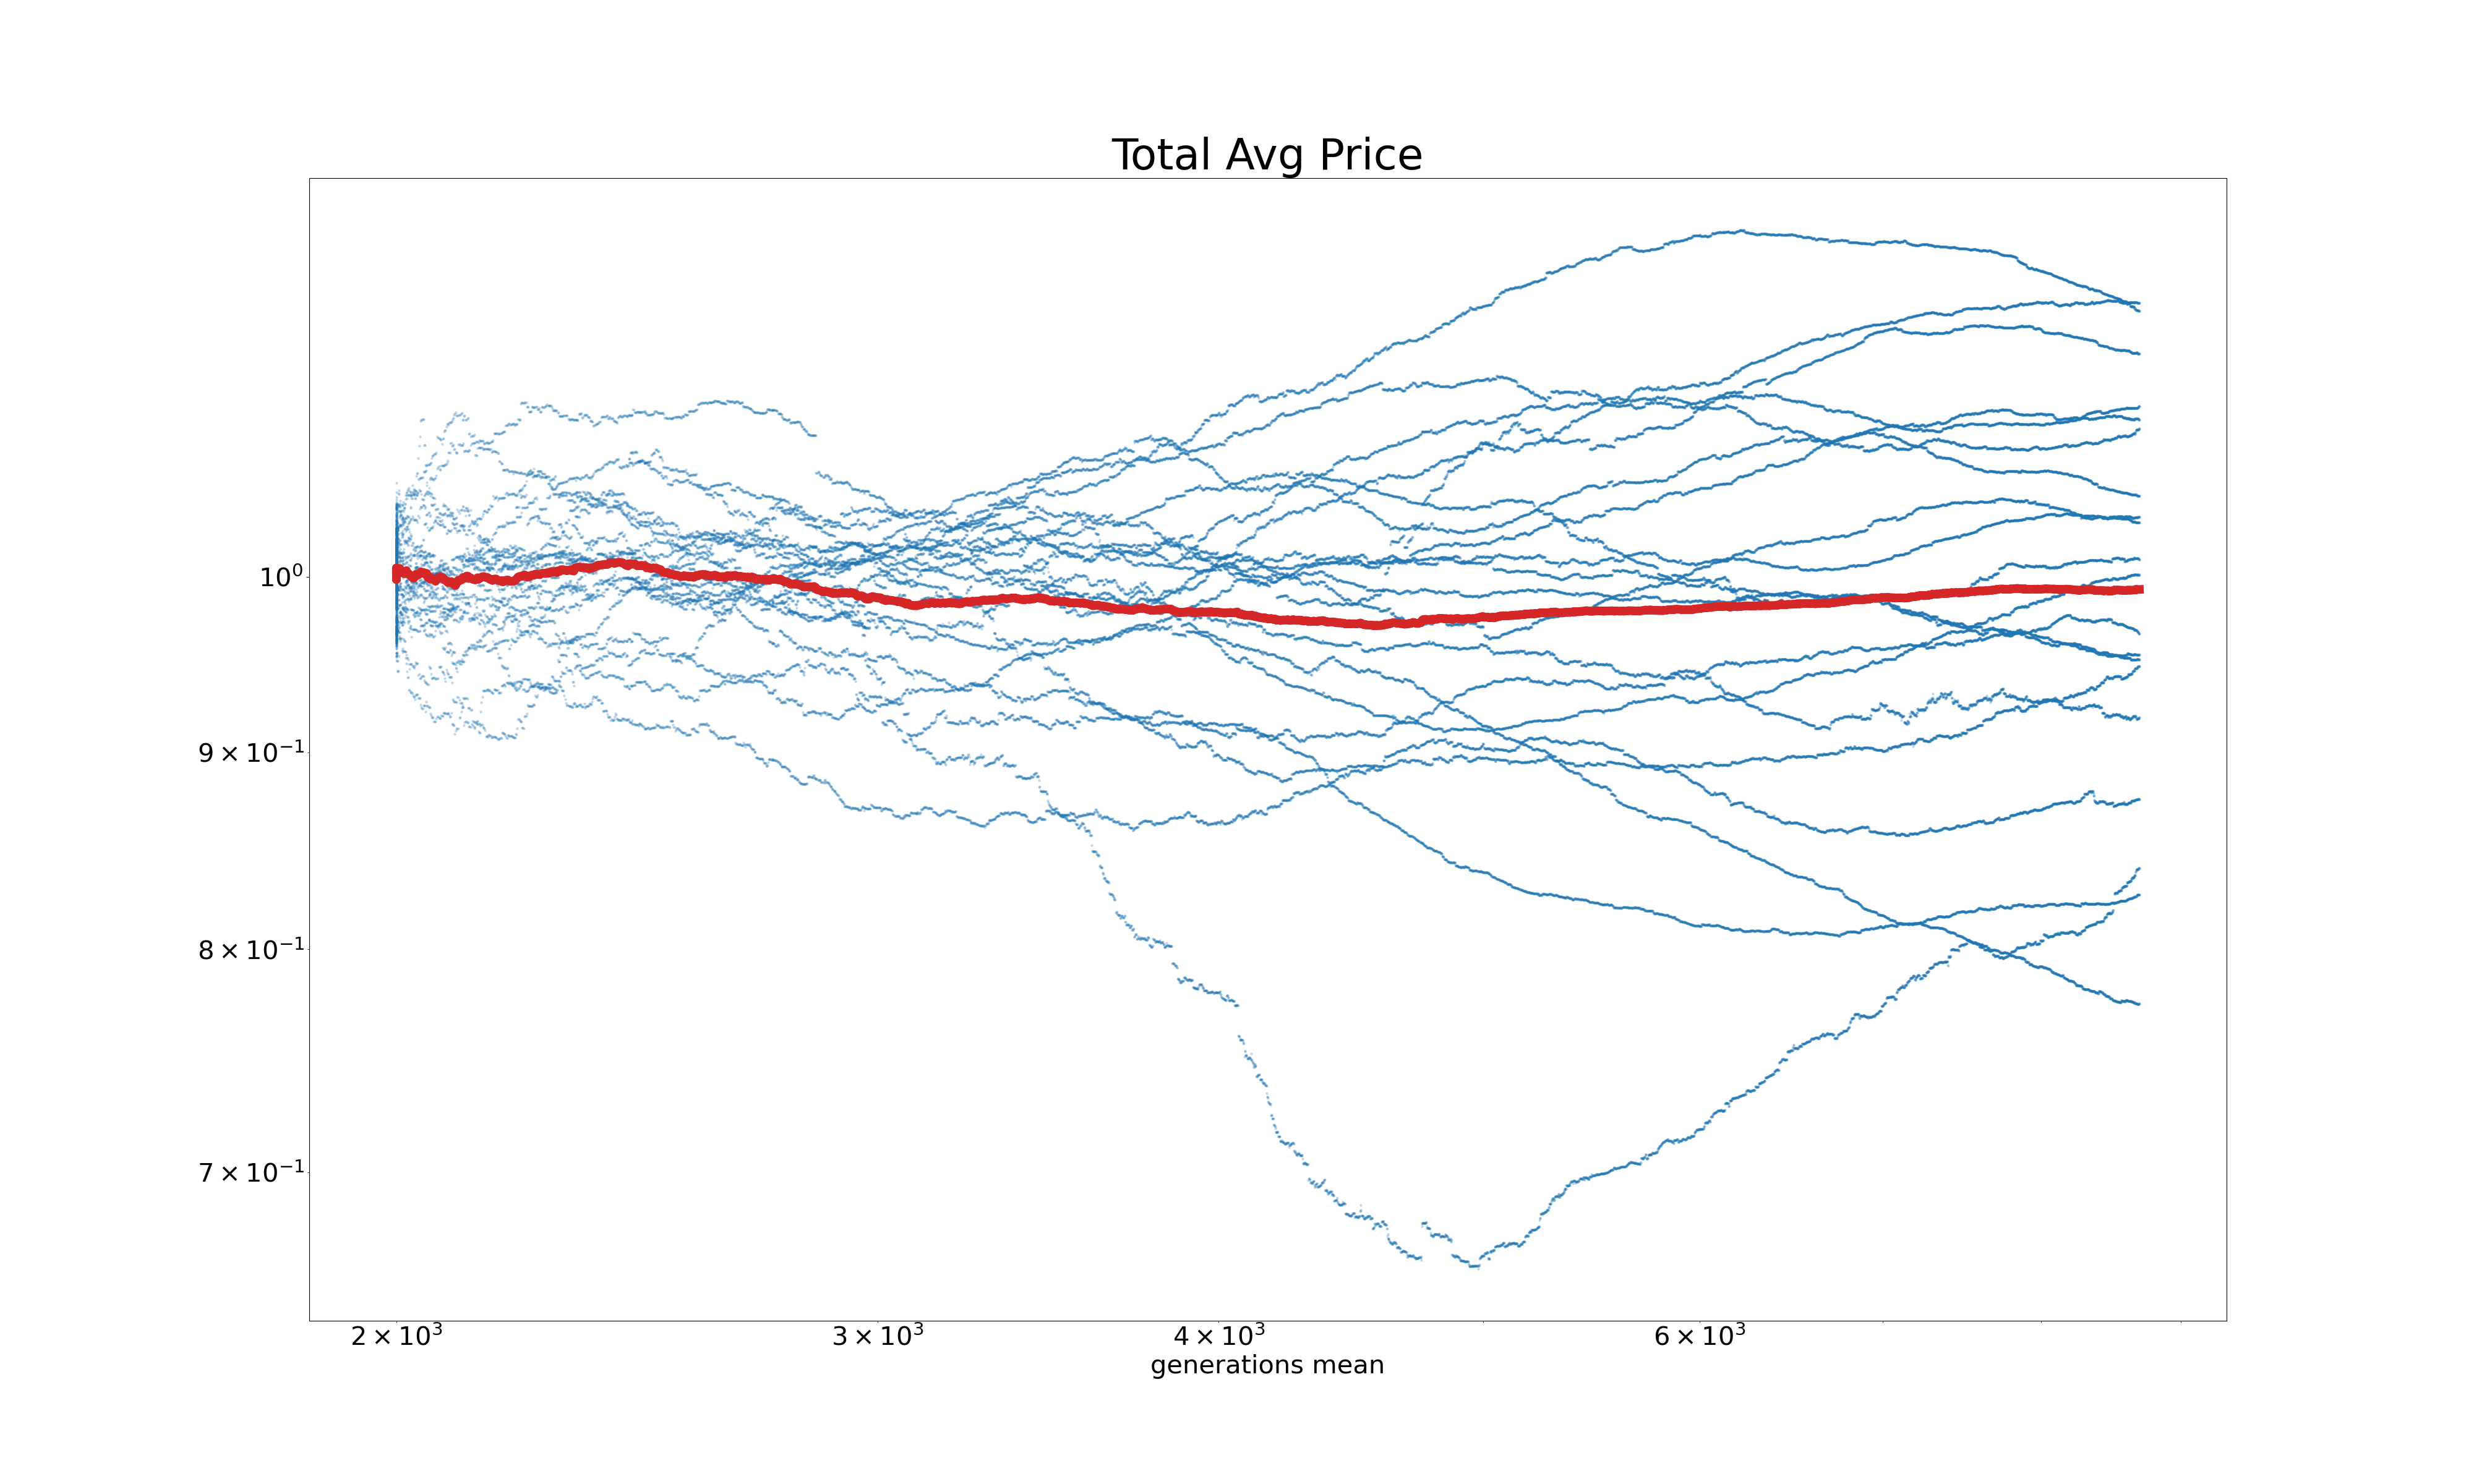 Total Avg Price
10⁰
9 × 10⁻¹
8 × 10⁻¹
7 × 10⁻¹
2 × 10³ 3 × 10³ 4 × 10³ 6 × 10³
generations mean